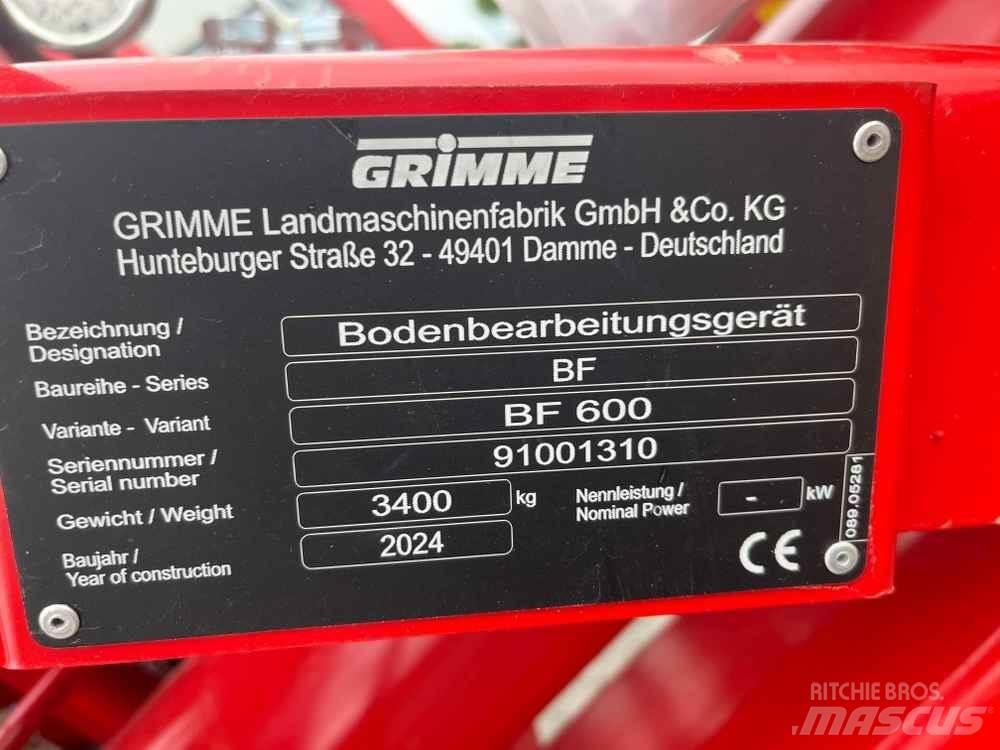 GRIMME
GRIMME Landmaschinenfabrik GmbH &Co. KG
Hunteburger Straße 32 - 49401 Damme - Deutschland
Bezeichnung /
Designation
Bodenbearbeitungsgerät
Baureihe - Series
BF
Variante - Variant
BF 600
Seriennummer /
Serial number
91001310
Gewicht / Weight
3400 kg
Nennleistung /
Nominal Power
- kW
Baujahr /
Year of construction
2024
CE
089.05281
RITCHIE BROS.
MASCUS